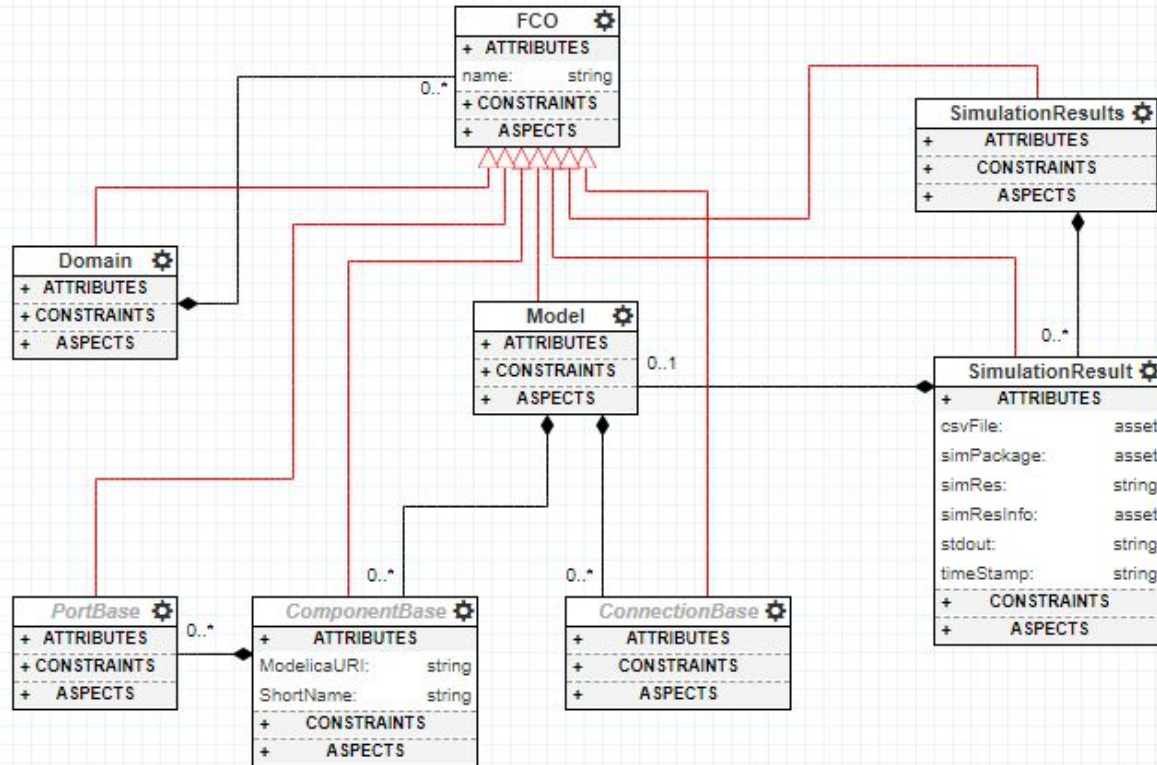 FCO
+ ATTRIBUTES
name: string
+ CONSTRAINTS
+ ASPECTS
0..*
SimulationResults
+ ATTRIBUTES
+ CONSTRAINTS
+ ASPECTS
Domain
+ ATTRIBUTES
+ CONSTRAINTS
+ ASPECTS
Model
+ ATTRIBUTES
+ CONSTRAINTS
+ ASPECTS
0..1
0..*
SimulationResult
+ ATTRIBUTES
csvFile: asset
simPackage: asset
simRes: string
simResInfo: asset
stdout: string
timeStamp: string
+ CONSTRAINTS
+ ASPECTS
0..*
0..*
PortBase
+ ATTRIBUTES
+ CONSTRAINTS
+ ASPECTS
0..*
ComponentBase
+ ATTRIBUTES
ModelicaURI: string
ShortName: string
+ CONSTRAINTS
+ ASPECTS
ConnectionBase
+ ATTRIBUTES
+ CONSTRAINTS
+ ASPECTS